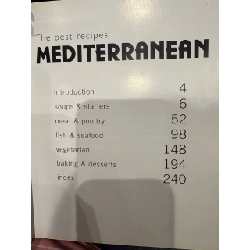 The best recipes
MEDITERRANEAN
introduction 4
soups & starters 6
meat & poultry 52
fish & seafood 98
vegetarian 148
baking & desserts 194
index 240